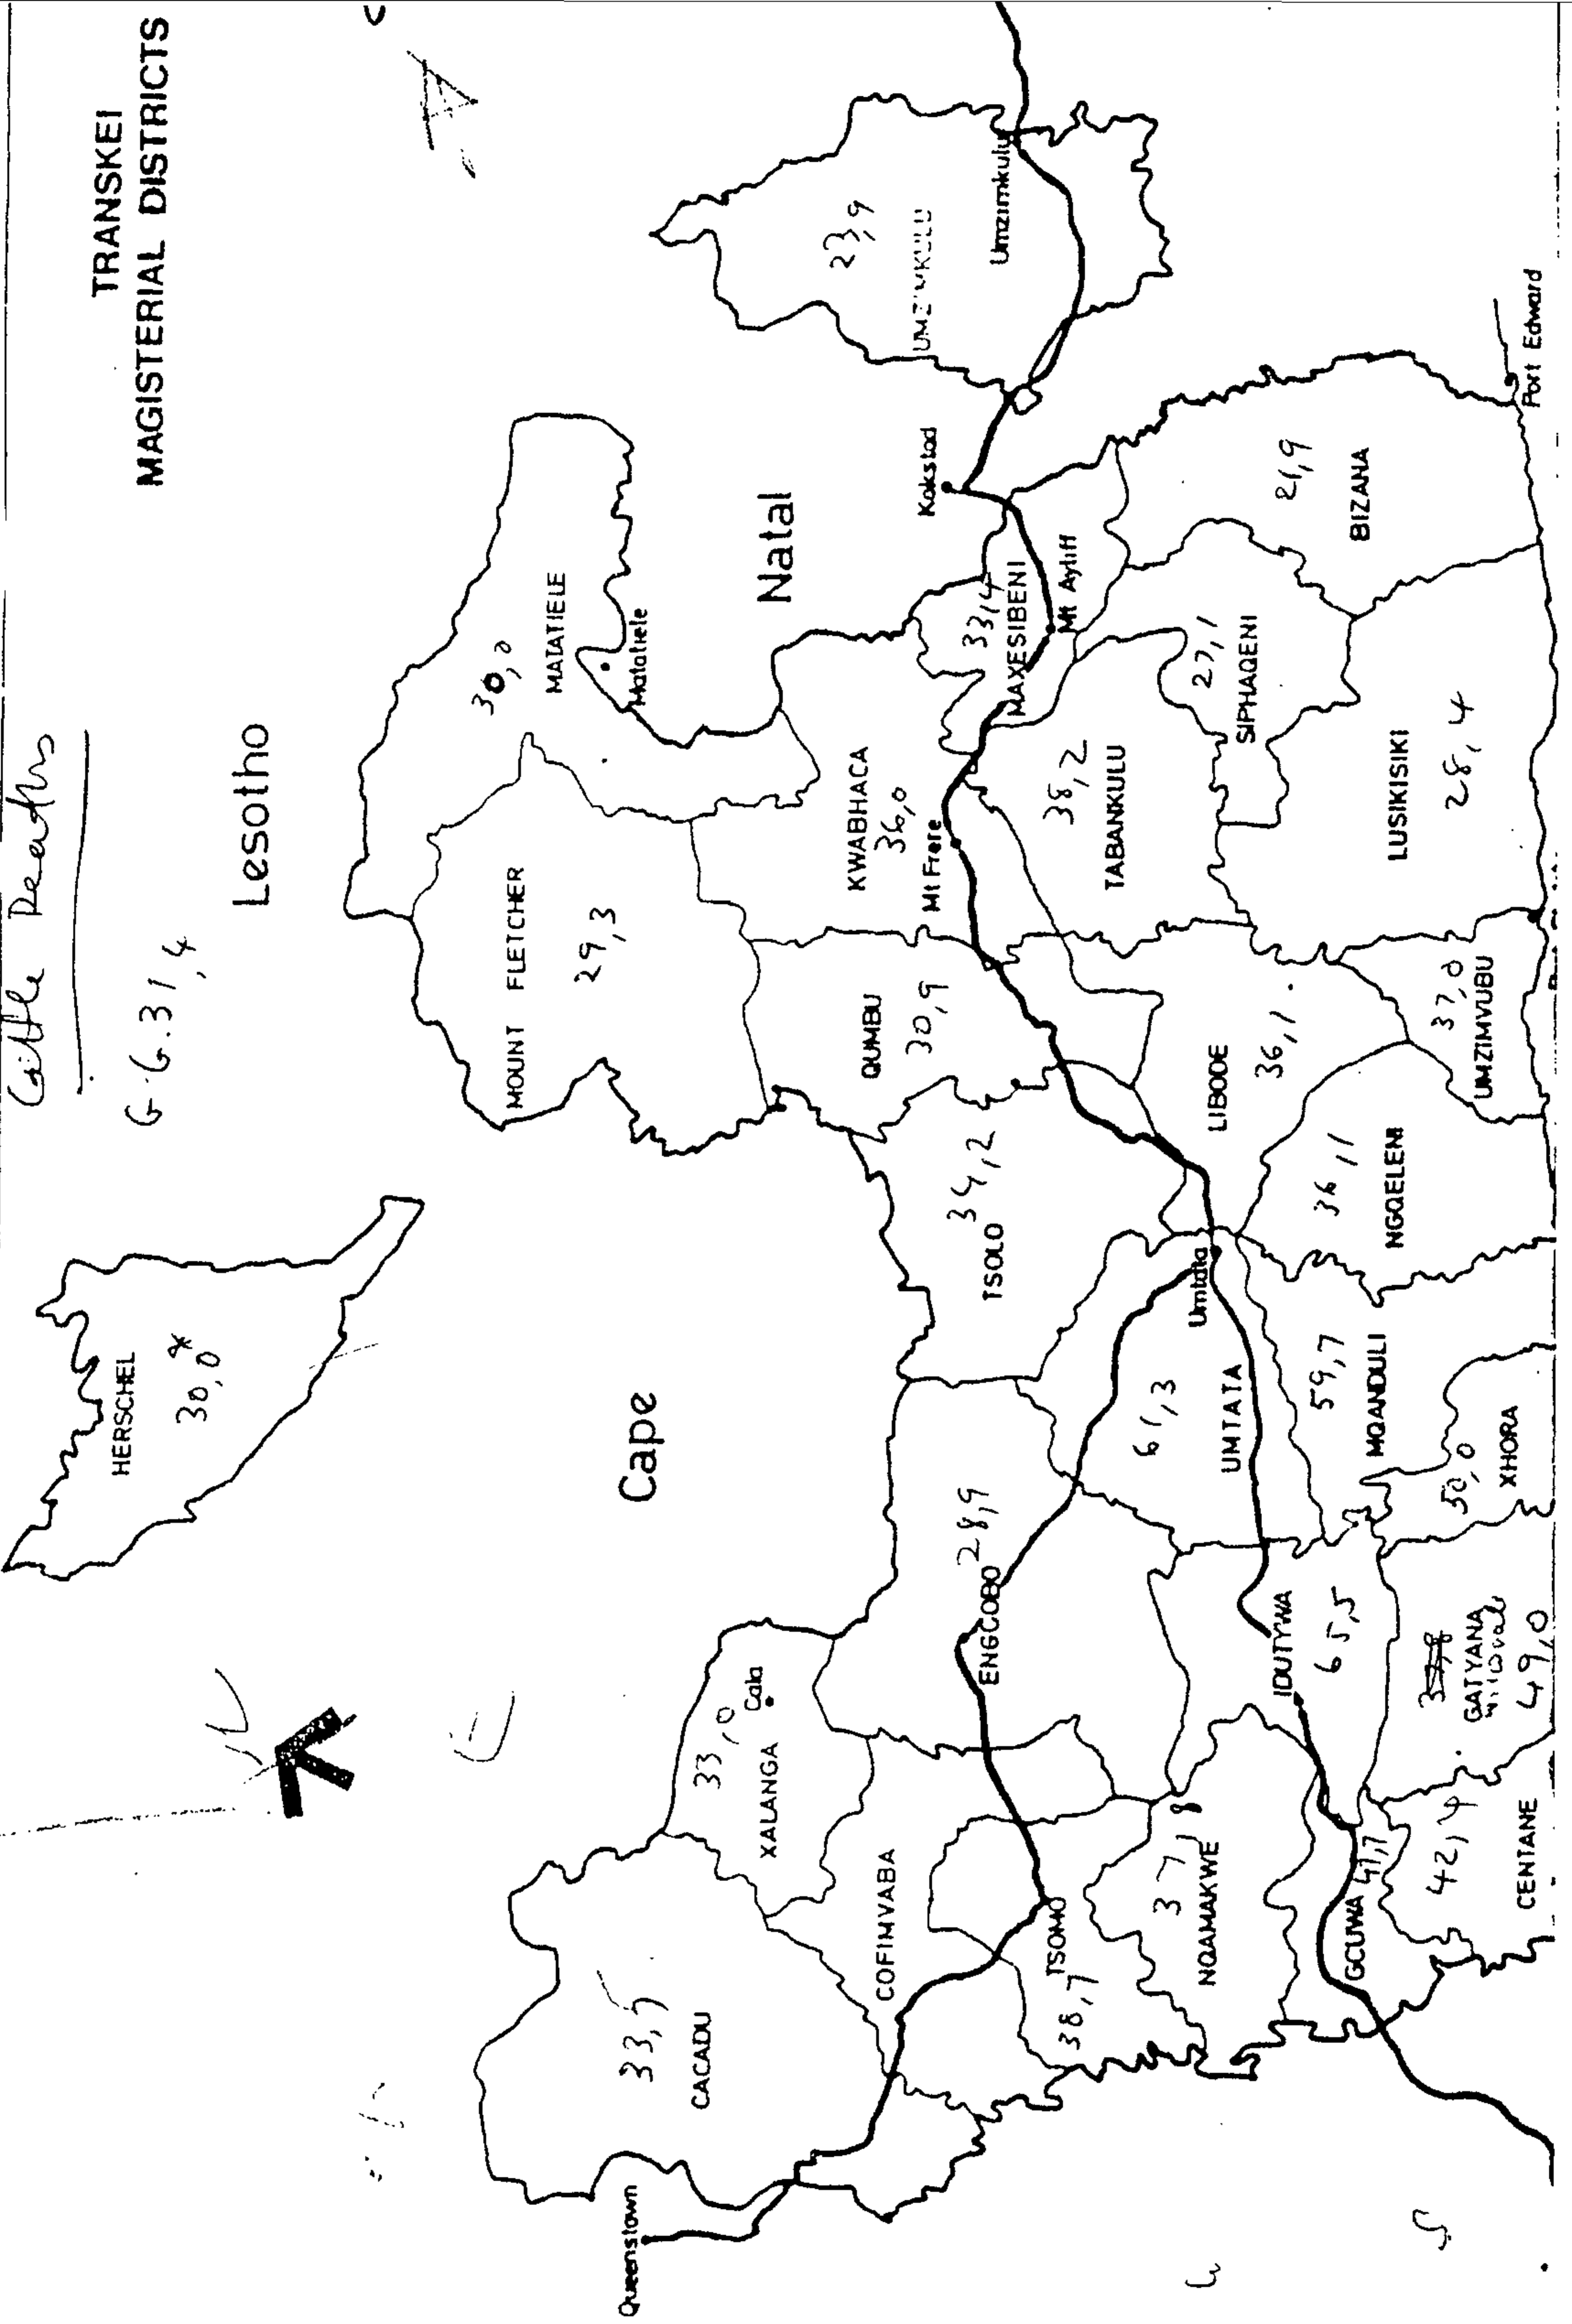 TRANSKEI
MAGISTERIAL DISTRICTS
Cattle Deaths
G.G.31,4
Lesotho
HERSCHEL
30,0*
Cape
Natal
MATATIELE
30,0
Matatiele
MOUNT FLETCHER
29,3
23,9
UMZIMKULU
Umzimkulu
Kokstad
33,4
MAXESIBENI
Mt Ayliff
KWABHACA
36,0
Mt Frere
QUMBU
30,9
TSOLO 34,2
38,2
TABANKULU
27,1
SIPHAQENI
21,9
BIZANA
Port Edward
LUSIKISIKI
28,4
LIBODE
36,1
37,0
UMZIMVUBU
36,11
NGQELENI
Umtata
61,3
UMTATA
59,7
MQANDULI
50,0
XHORA
ENGCOBO 28,9
33,0
Cala
XALANGA
33,5
CACADU
COFIMVABA
Queenstown
TSOMO
38,7
37,8
NQAMAKWE
IDUTYWA
65,5
GATYANA
49,0
GCUWA 47,7
42,4
CENTANE